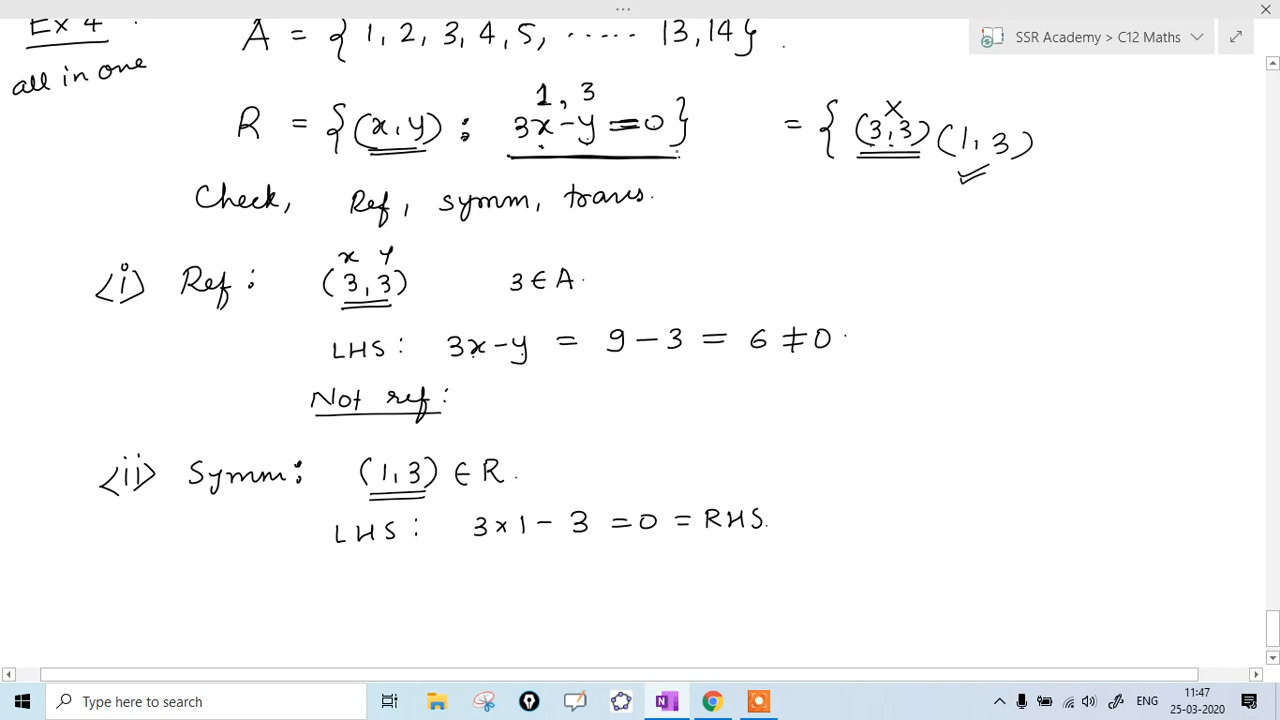 SSR Academy > C12 Maths
Ex 4
all in one
A = { 1, 2, 3, 4, 5, ..... 13, 14 } .
R = { (x, y) : 3x - y = 0 } = { (3, 3) (1, 3)
1, 3
x
Check, Ref, symm, trans.
<i> Ref : (3, 3) 3 ∈ A.
x y
LHS : 3x - y = 9 - 3 = 6 ≠ 0.
Not ref :
<ii> Symm : (1, 3) ∈ R.
LHS : 3 × 1 - 3 = 0 = RHS.
Type here to search
ENG
11:47
25-03-2020